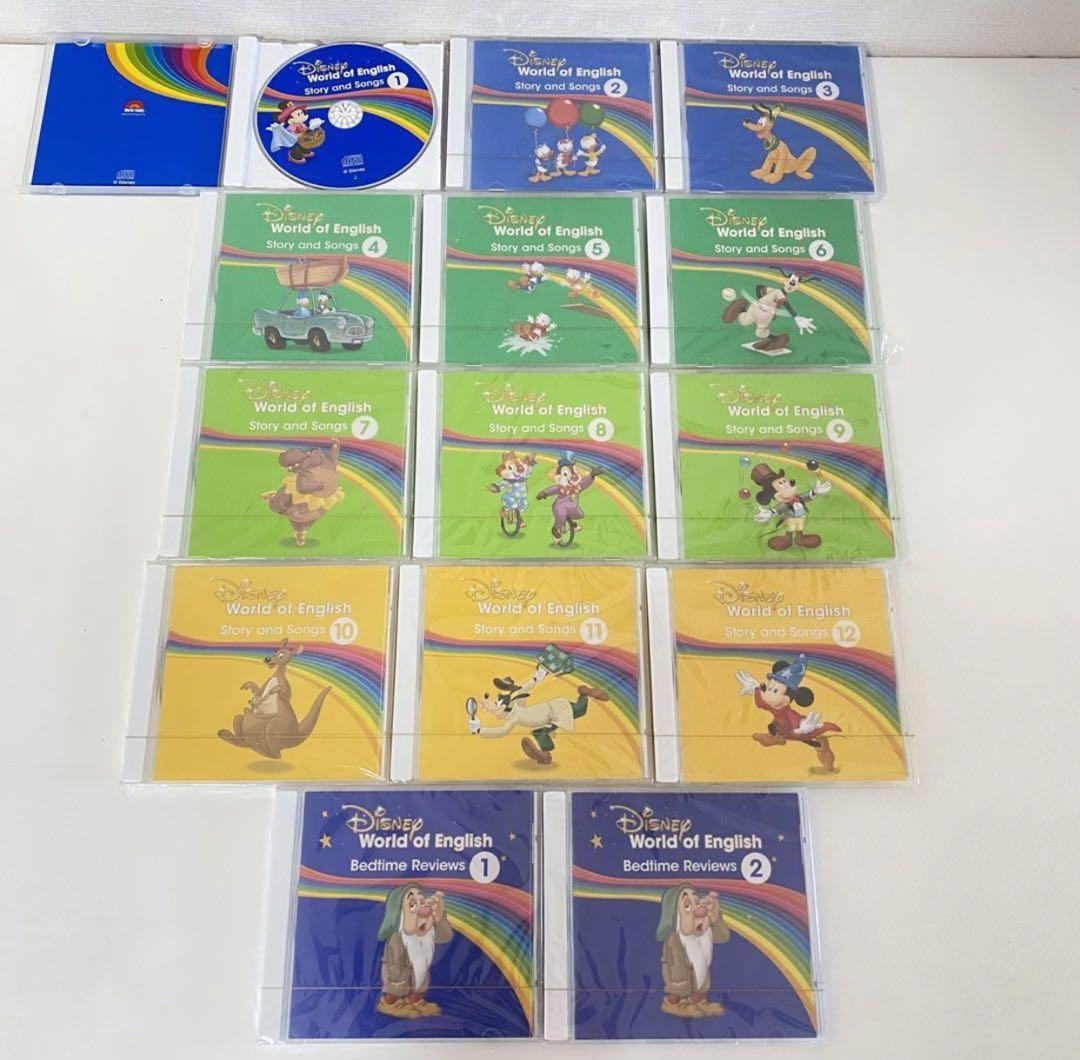 World Family
© Disney
Disney
World of English
Story and Songs 1
© Disney
J
Disney
World of English
Story and Songs 2
Disney
World of English
Story and Songs 3
Disney
World of English
Story and Songs 4
Disney
World of English
Story and Songs 5
Disney
World of English
Story and Songs 6
Disney
World of English
Story and Songs 7
Disney
World of English
Story and Songs 8
Disney
World of English
Story and Songs 9
Disney
World of English
Story and Songs 10
Disney
World of English
Story and Songs 11
Disney
World of English
Story and Songs 12
Disney
World of English
Bedtime Reviews 1
Disney
World of English
Bedtime Reviews 2